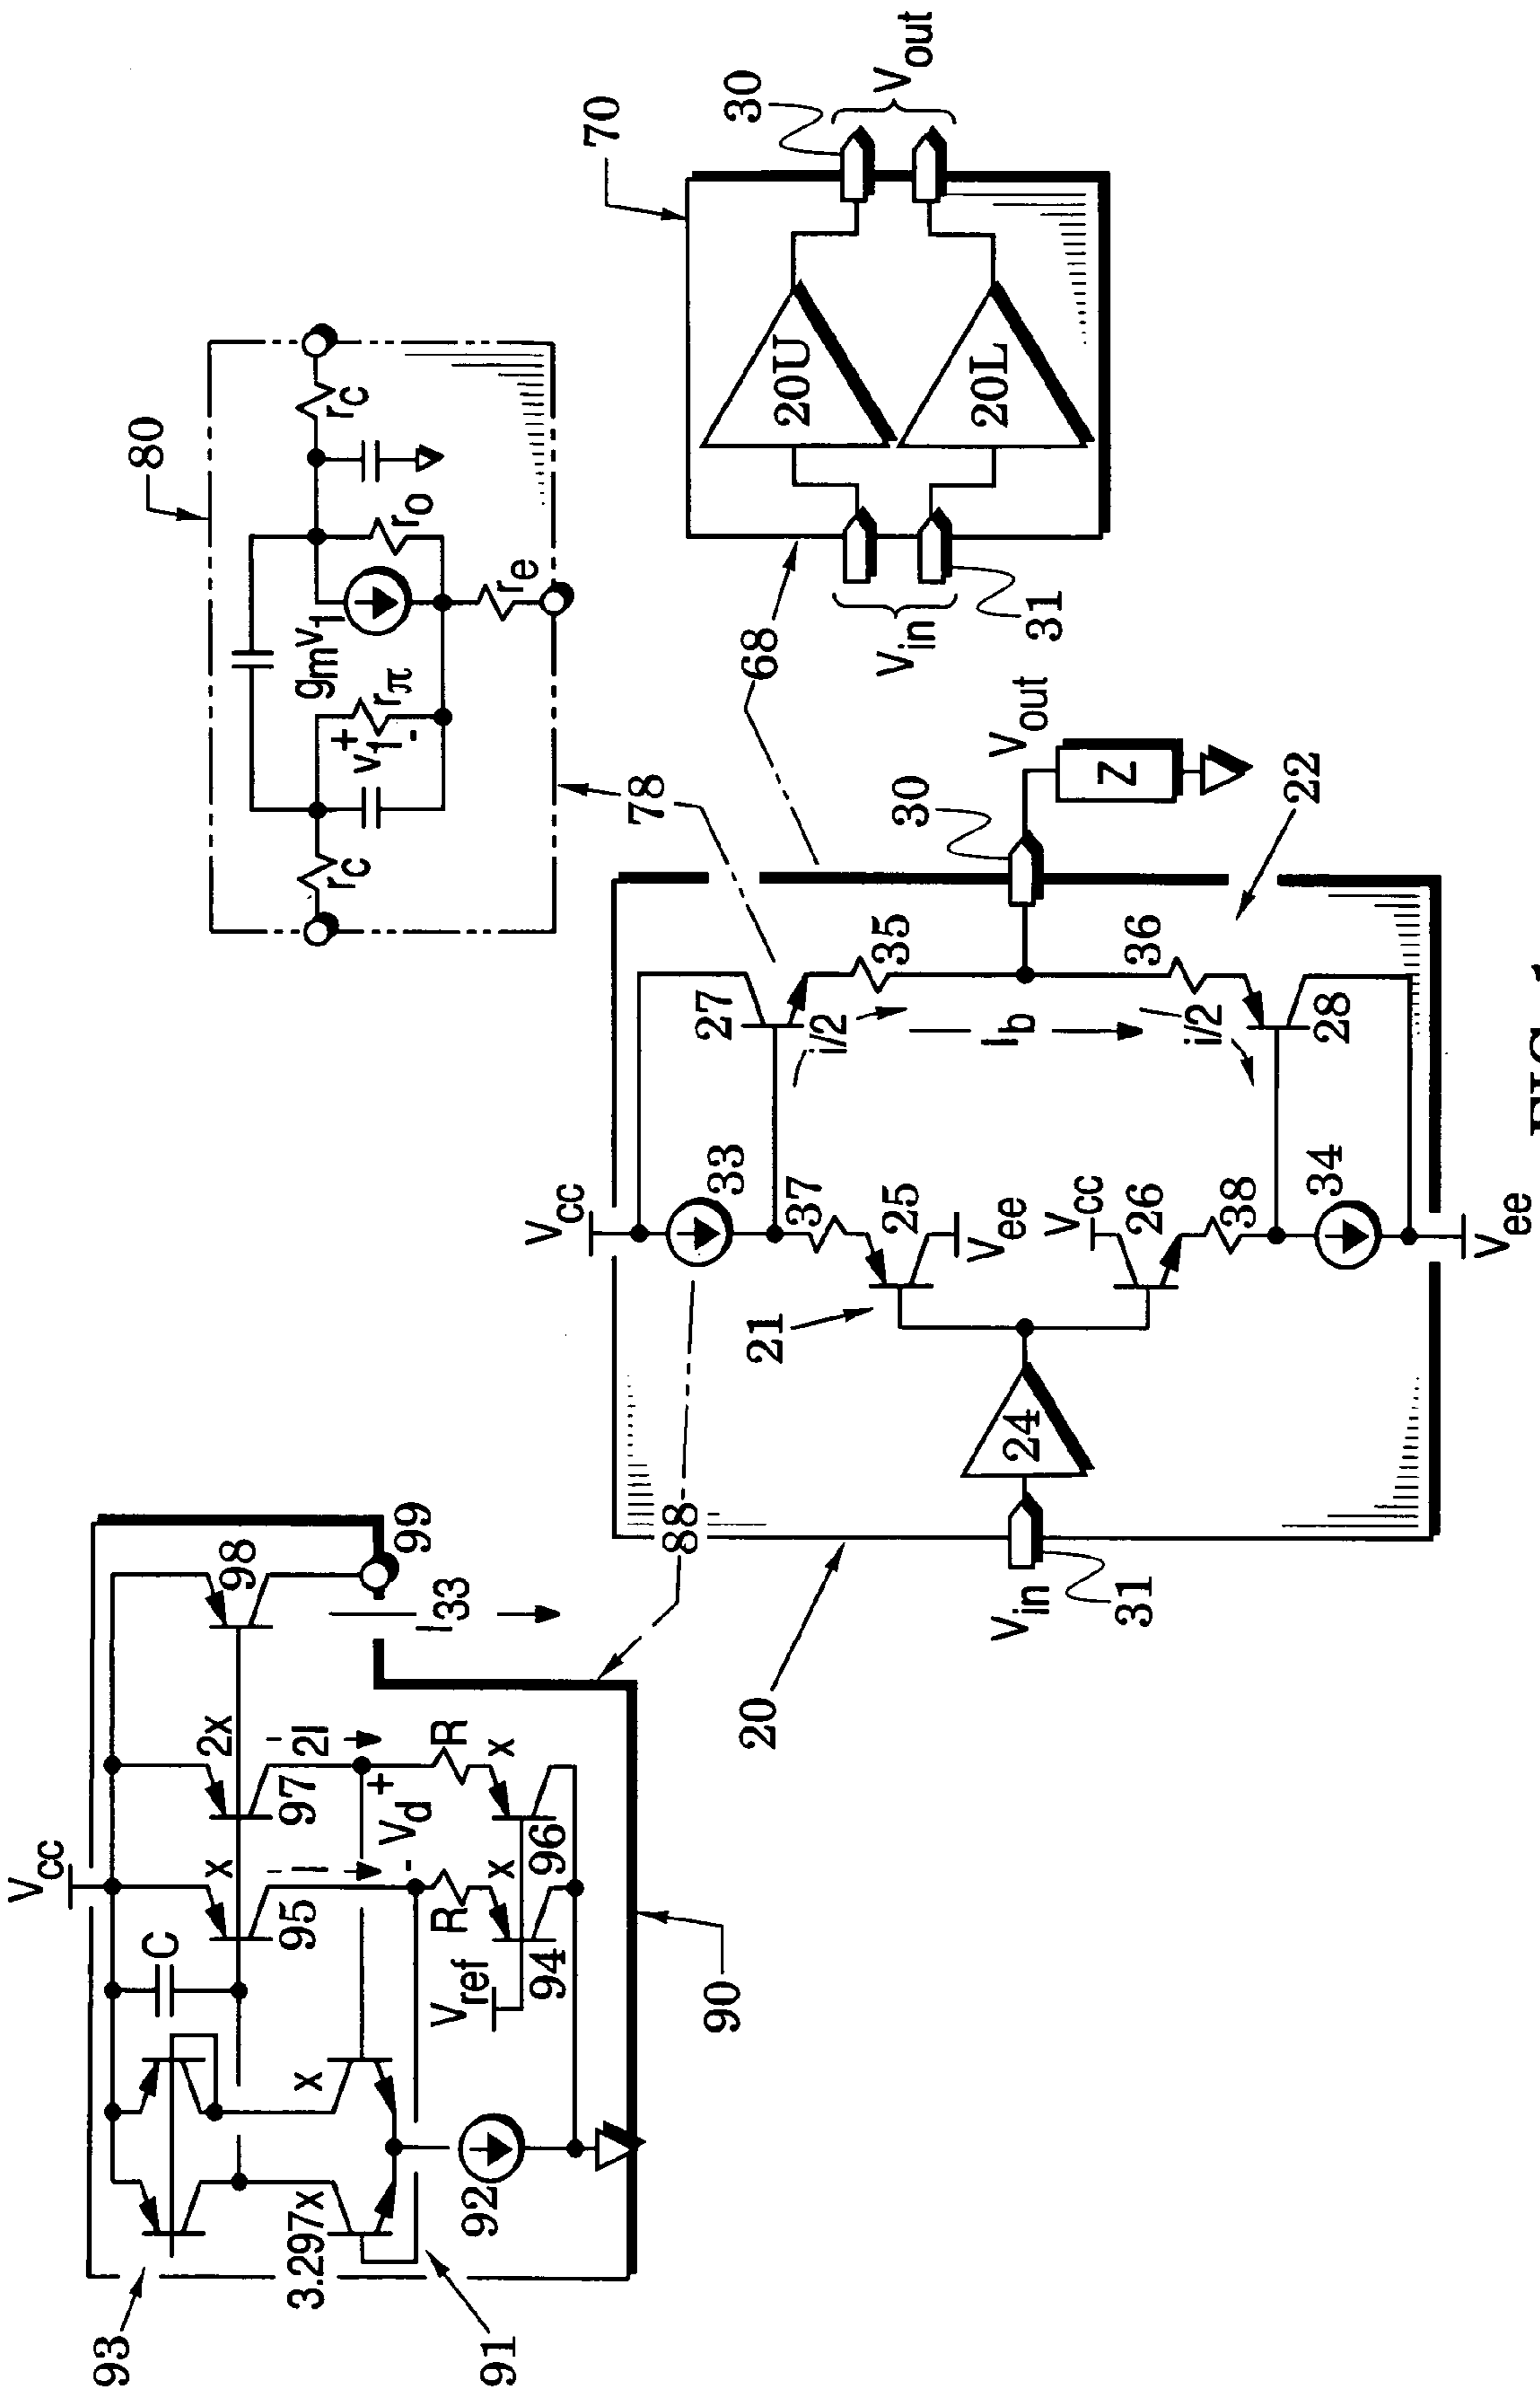 93
3.297x
x
91
92
C
V_cc
x
2x
95
97
98
I
2I
V_d
+
-
R
R
x
x
V_ref
94
96
I_33
99
90
88
20
V_in
31
24
21
V_cc
33
37
25
V_ee
V_cc
26
38
34
V_ee
27
i/2
35
I_b
i/2
36
28
22
30
V_out
Z
78
80
r_c
v_1
+
-
r_π
g_m v_1
r_o
r_e
r_c
68
70
V_in
31
20U
20L
30
V_out